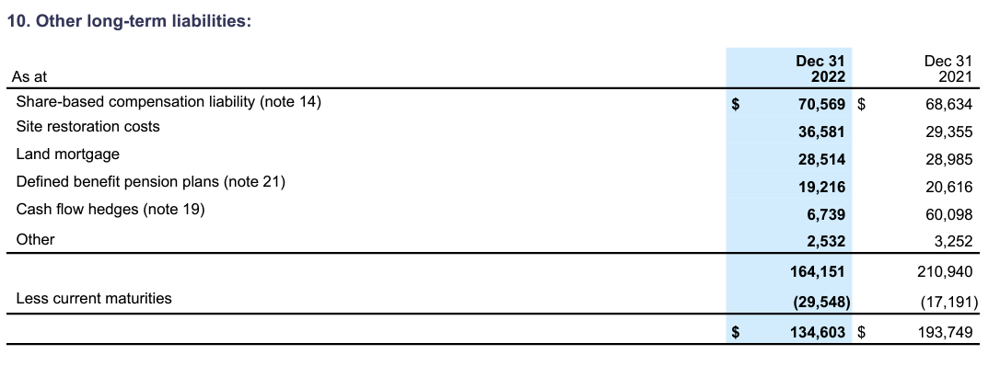 10. Other long-term liabilities:
Dec 31 Dec 31
As at 2022 2021
Share-based compensation liability (note 14) $ 70,569 $ 68,634
Site restoration costs 36,581 29,355
Land mortgage 28,514 28,985
Defined benefit pension plans (note 21) 19,216 20,616
Cash flow hedges (note 19) 6,739 60,098
Other 2,532 3,252
164,151 210,940
Less current maturities (29,548) (17,191)
$ 134,603 $ 193,749